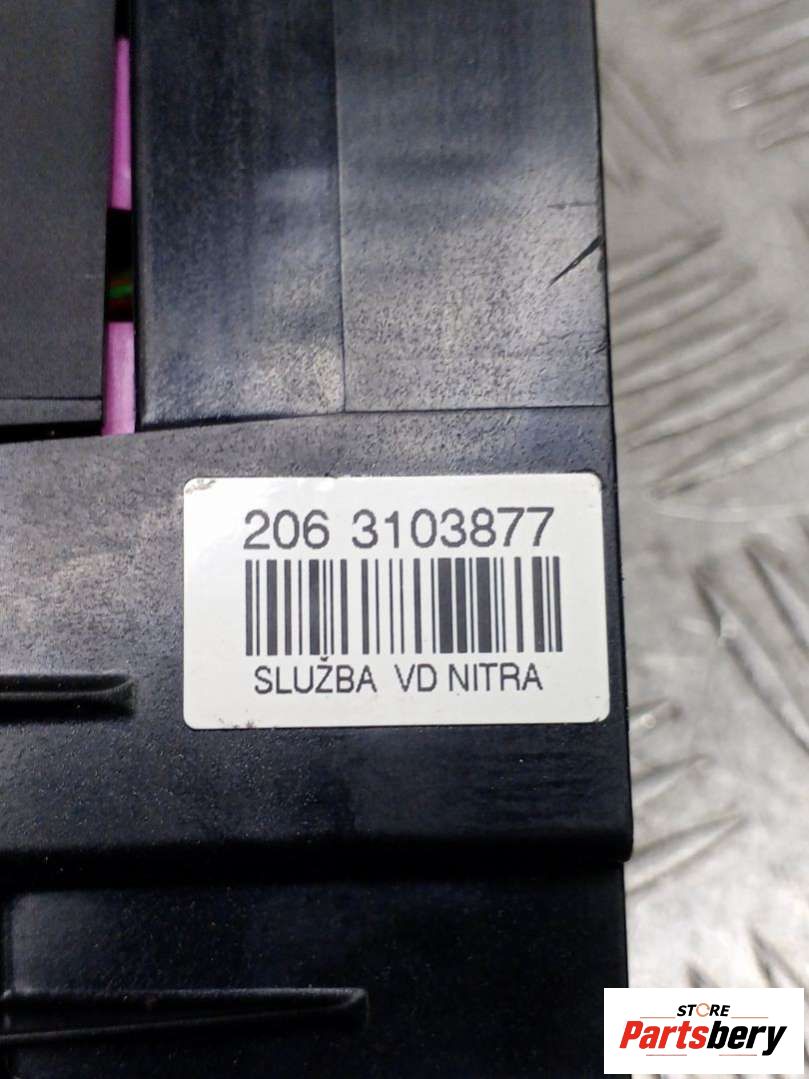 206 3103877
SLUŽBA VD NITRA
STORE
Partsbery